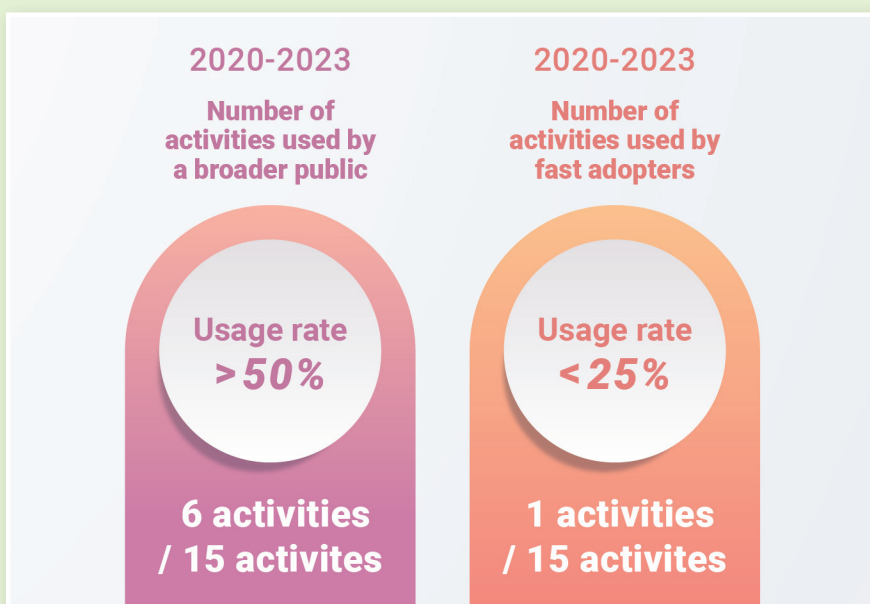 2020-2023
Number of
activities used by
a broader public
Usage rate
>50%
6 activities
/ 15 activites
2020-2023
Number of
activities used by
fast adopters
Usage rate
<25%
1 activities
/ 15 activites